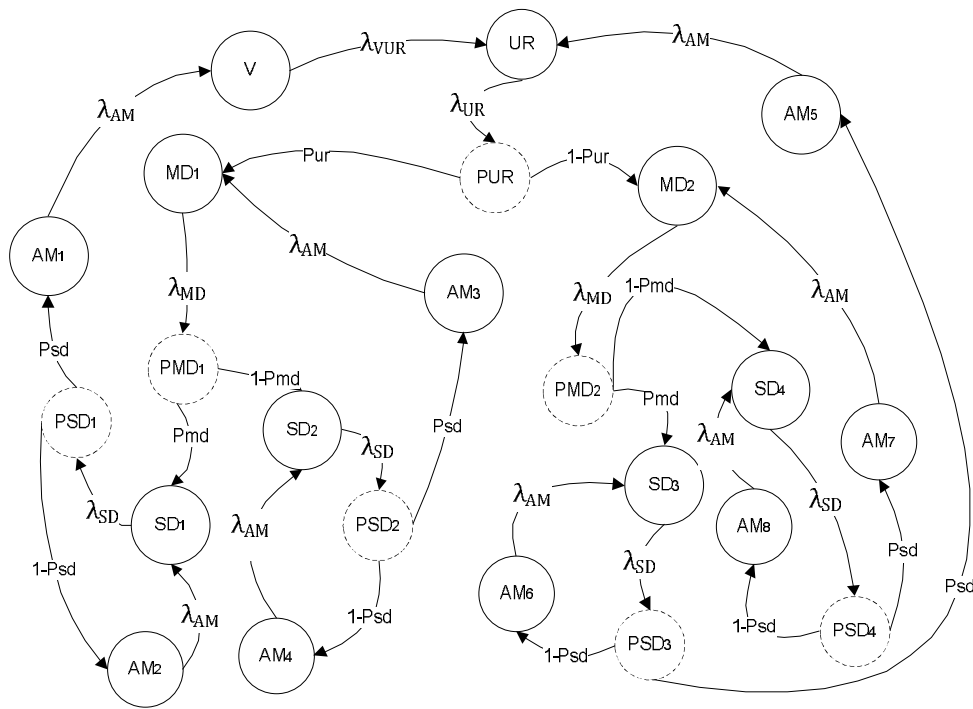 UR
λAM
λVUR
V
λUR
λAM
AM5
Pur
1-Pur
MD1
PUR
MD2
λAM
AM1
λMD
AM3
λMD
1-Pmd
λAM
Psd
PMD1
1-Pmd
PMD2
Pmd
SD4
PSD1
Pmd
SD2
Psd
λSD
λAM
AM7
SD3
λSD
λAM
λSD
SD1
λAM
PSD2
AM8
Psd
1-Psd
λSD
AM6
Psd
λAM
1-Psd
1-Psd
PSD4
AM2
AM4
1-Psd
PSD3